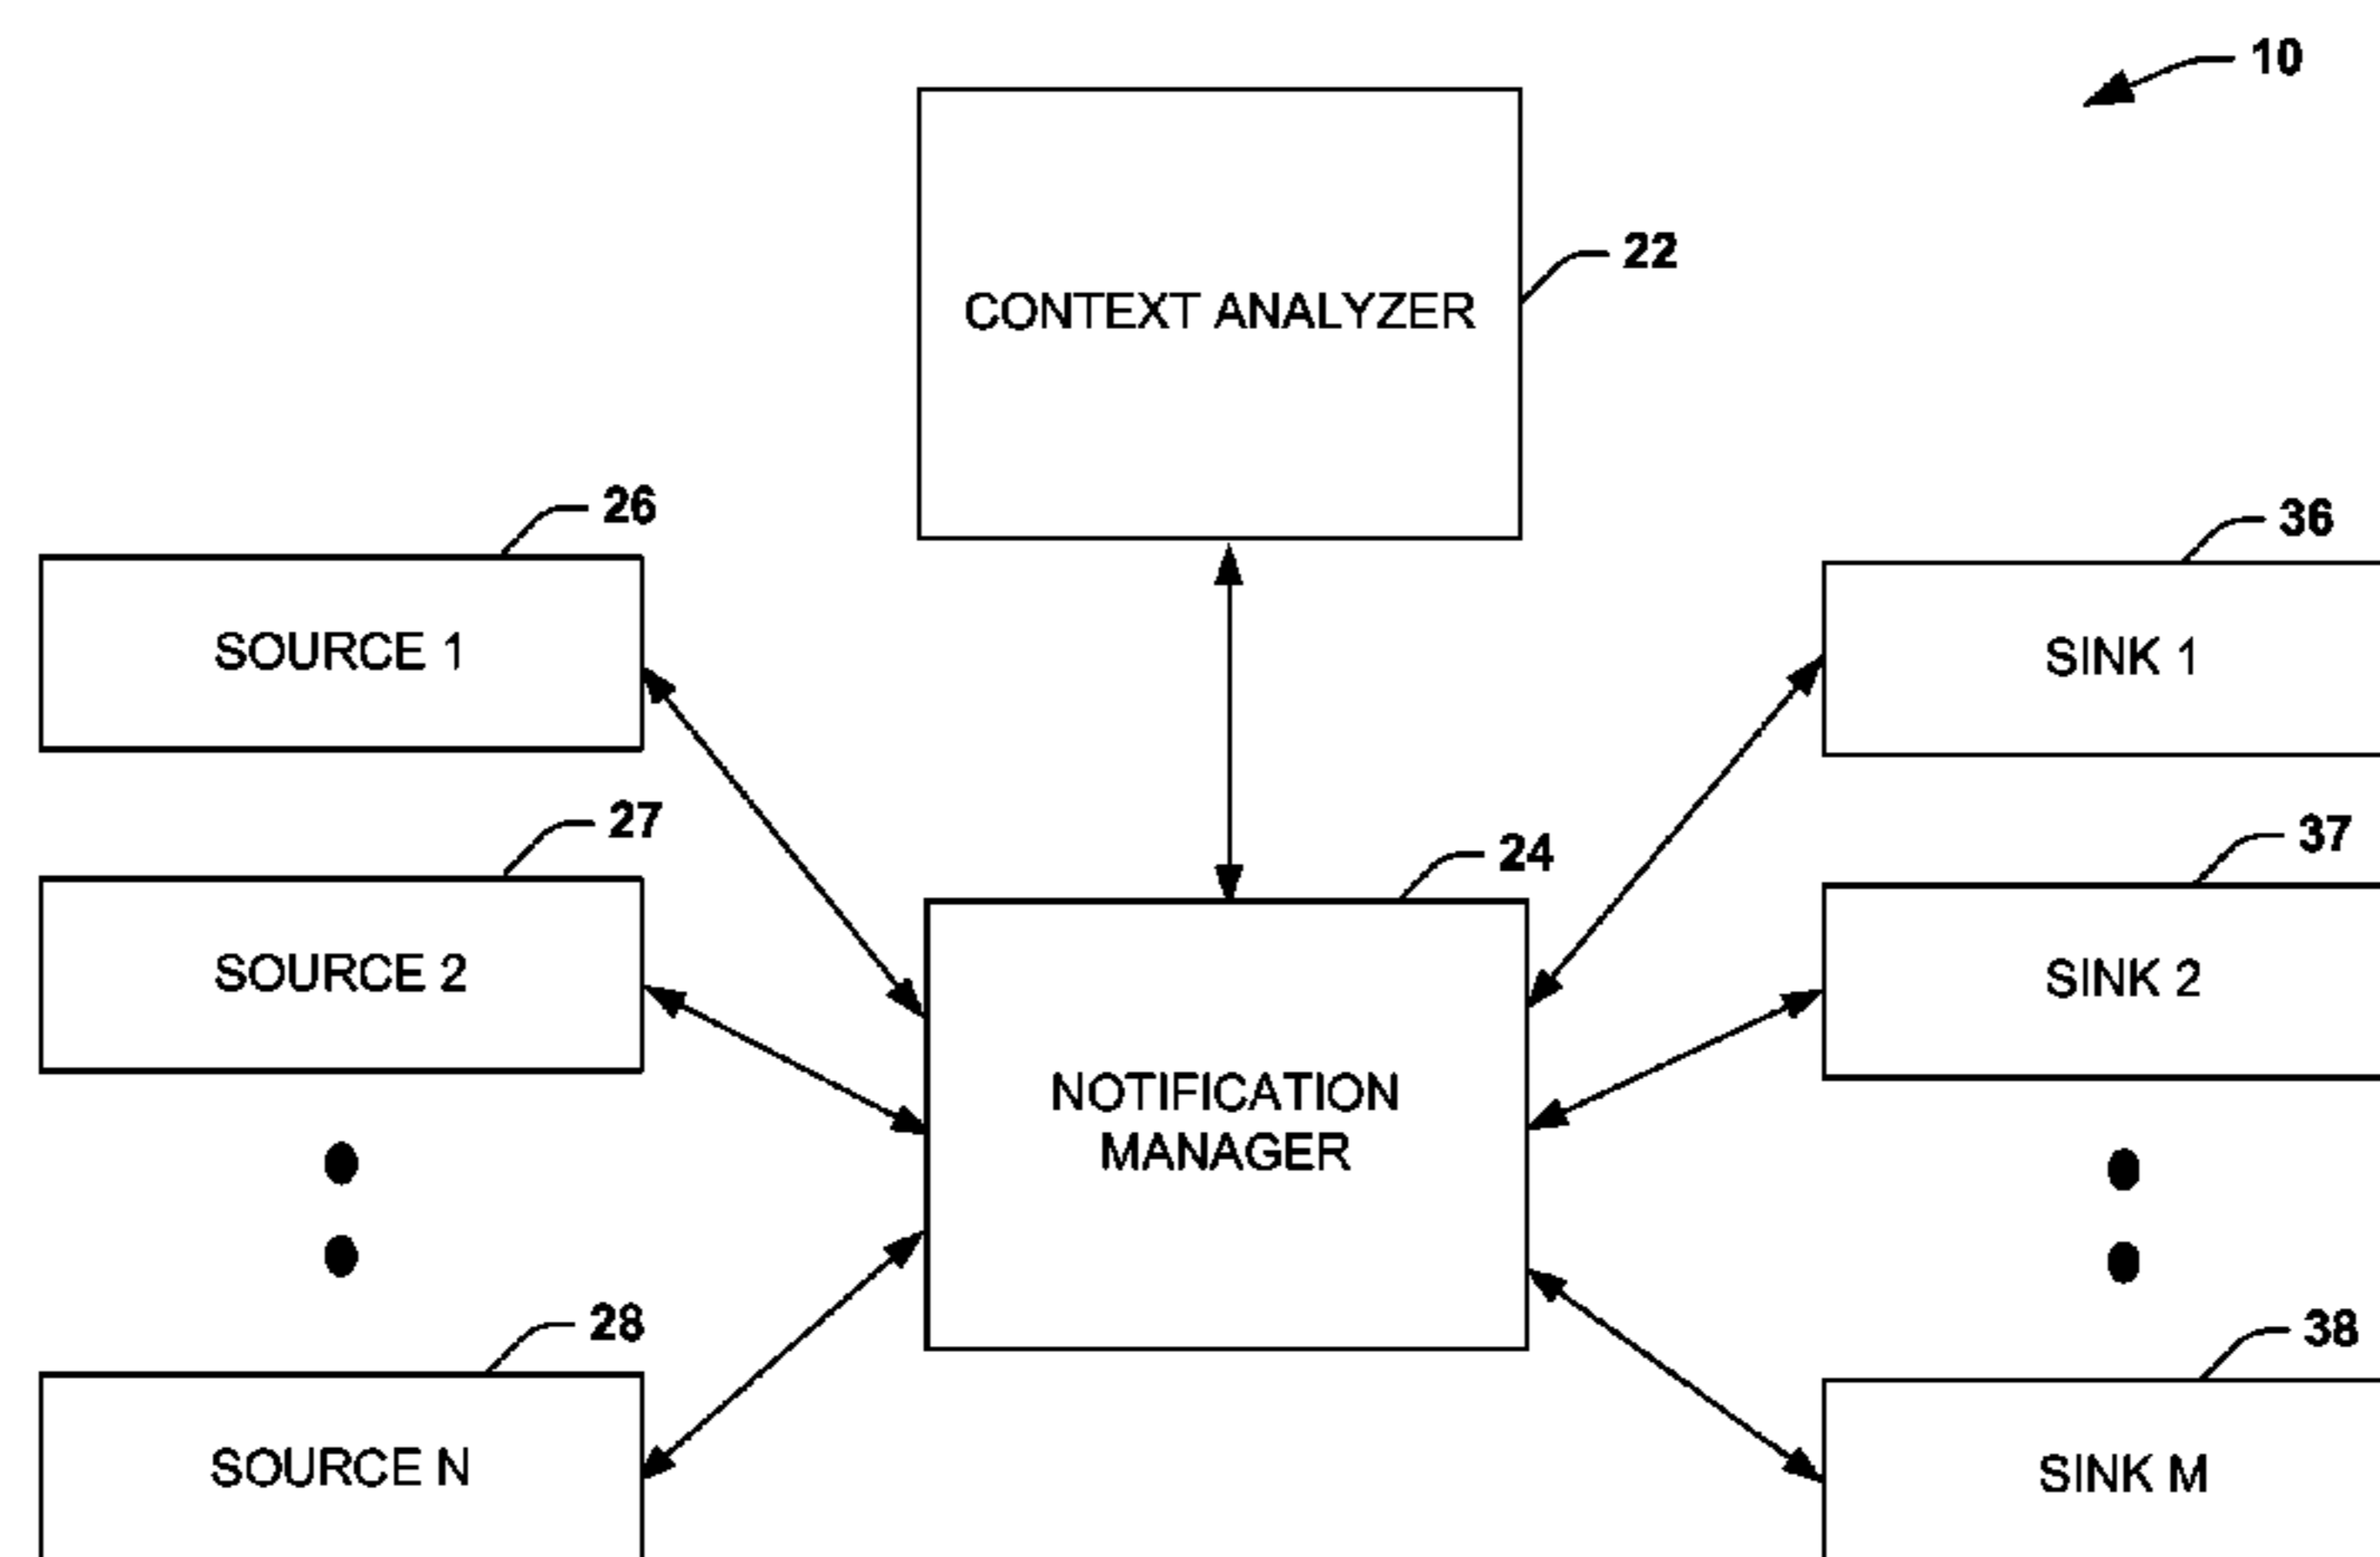 10
22
CONTEXT ANALYZER
26
36
SOURCE 1
SINK 1
27
37
24
SOURCE 2
SINK 2
NOTIFICATION
MANAGER
28
38
SOURCE N
SINK M